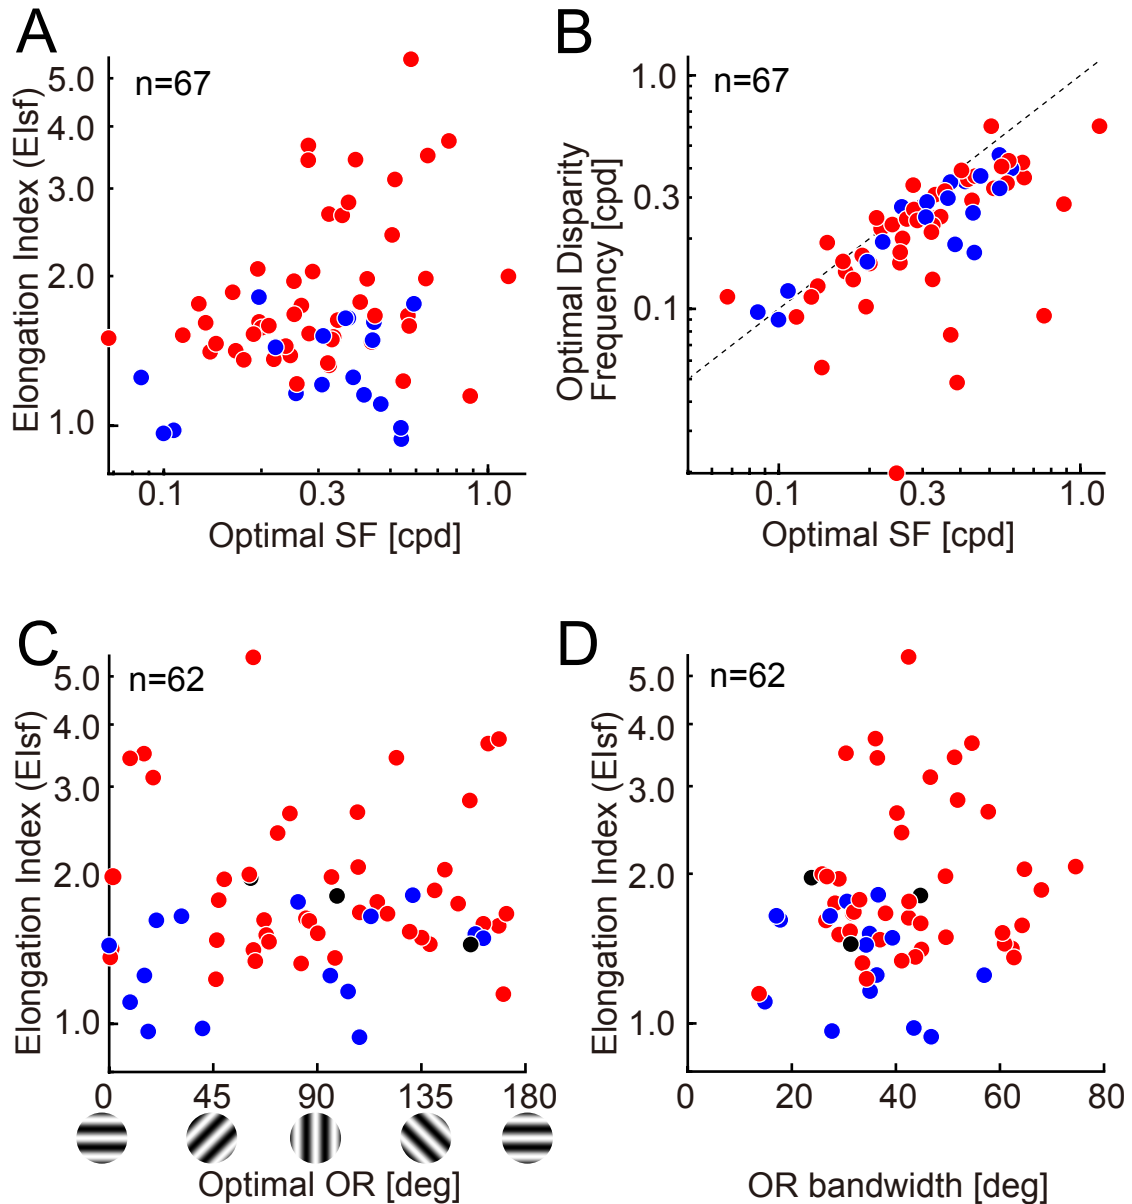 A
n=67
Elongation Index (EIsf)
5.0
4.0
3.0
2.0
1.0
0.1
0.3
1.0
Optimal SF [cpd]
B
n=67
Optimal Disparity
Frequency [cpd]
1.0
0.3
0.1
0.1
0.3
1.0
Optimal SF [cpd]
C
n=62
Elongation Index (EIsf)
5.0
4.0
3.0
2.0
1.0
0
45
90
135
180
Optimal OR [deg]
D
n=62
Elongation Index (EIsf)
5.0
4.0
3.0
2.0
1.0
0
20
40
60
80
OR bandwidth [deg]